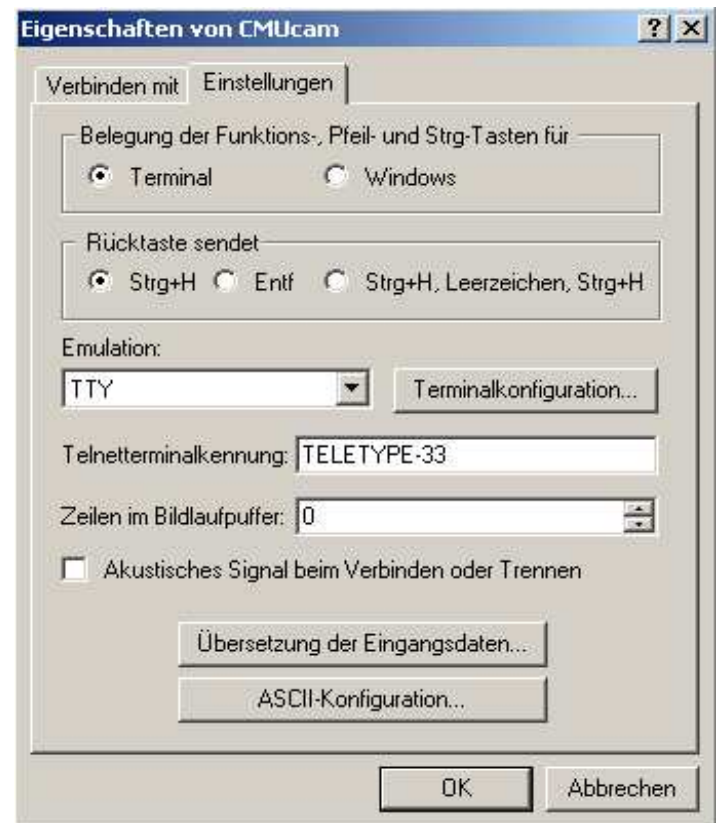 Eigenschaften von CMUcam
Verbinden mit Einstellungen
Belegung der Funktions-, Pfeil- und Strg-Tasten für
Terminal Windows
Rücktaste sendet
Strg+H Entf Strg+H, Leerzeichen, Strg+H
Emulation:
TTY Terminalkonfiguration...
Telnetterminalkennung: TELETYPE-33
Zeilen im Bildlaufpuffer: 0
Akustisches Signal beim Verbinden oder Trennen
Übersetzung der Eingangsdaten...
ASCII-Konfiguration...
OK Abbrechen